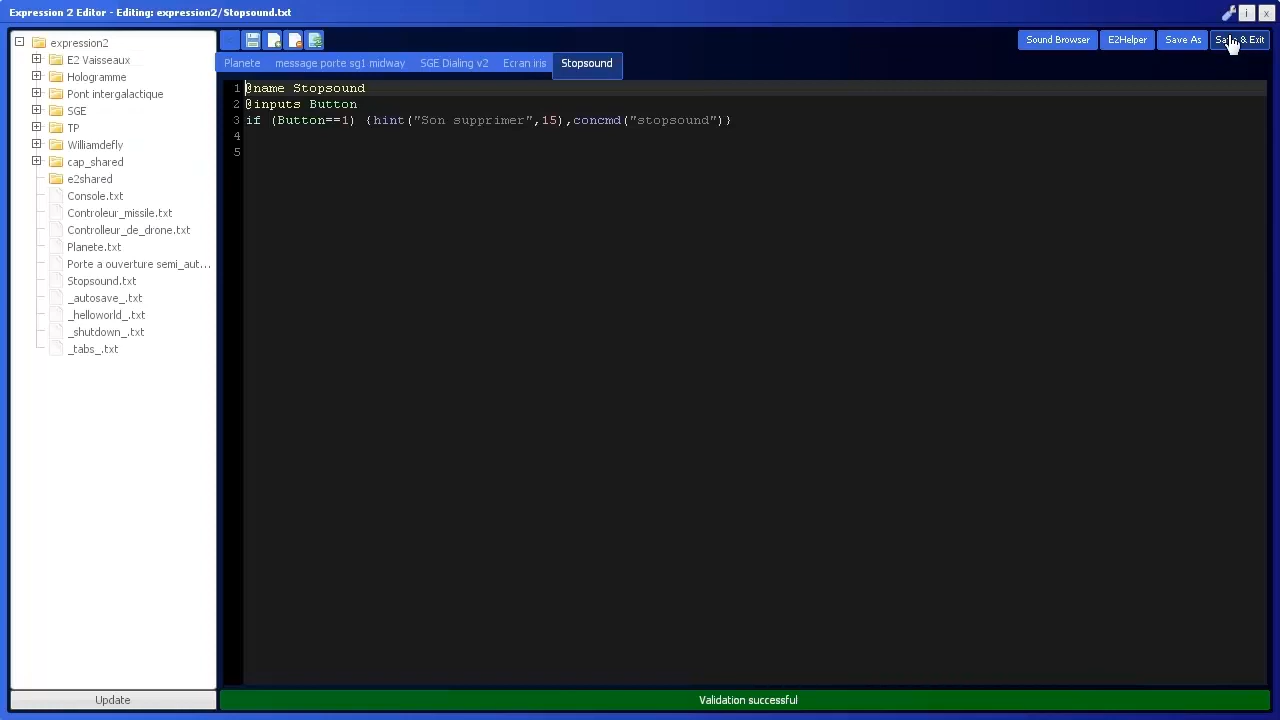 Expression 2 Editor - Editing: expression2/Stopsound.txt
i x
expression2
E2 Vaisseaux
Hologramme
Pont intergalactique
SGE
TP
Williamdefly
cap_shared
e2shared
Console.txt
Controleur_missile.txt
Controlleur_de_drone.txt
Planete.txt
Porte a ouverture semi_aut...
Stopsound.txt
_autosave_.txt
_helloworld_.txt
_shutdown_.txt
_tabs_.txt
Update
Sound Browser E2Helper Save As Save & Exit
Planete message porte sg1 midway SGE Dialing v2 Ecran iris Stopsound
1 @name Stopsound
2 @inputs Button
3 if (Button==1) {hint("Son supprimer",15),concmd("stopsound")}
4
5
Validation successful